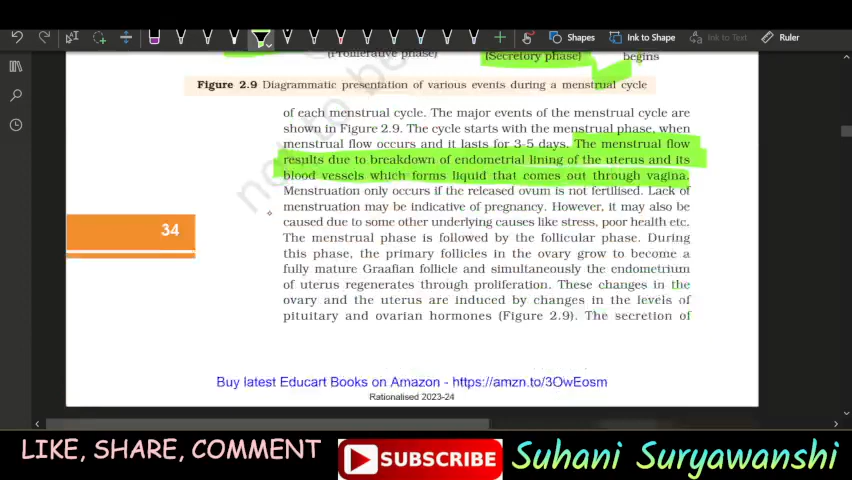 Shapes
Ink to Shape
Ink to Text
Ruler
(Proliferative phase)
(Secretory phase)
begins
Figure 2.9 Diagrammatic presentation of various events during a menstrual cycle
not to be
of each menstrual cycle. The major events of the menstrual cycle are
shown in Figure 2.9. The cycle starts with the menstrual phase, when
menstrual flow occurs and it lasts for 3-5 days. The menstrual flow
results due to breakdown of endometrial lining of the uterus and its
blood vessels which forms liquid that comes out through vagina.
Menstruation only occurs if the released ovum is not fertilised. Lack of
menstruation may be indicative of pregnancy. However, it may also be
caused due to some other underlying causes like stress, poor health etc.
34
The menstrual phase is followed by the follicular phase. During
this phase, the primary follicles in the ovary grow to become a
fully mature Graafian follicle and simultaneously the endometrium
of uterus regenerates through proliferation. These changes in the
ovary and the uterus are induced by changes in the levels of
pituitary and ovarian hormones (Figure 2.9). The secretion of
Buy latest Educart Books on Amazon - https://amzn.to/3OwEosm
Rationalised 2023-24
LIKE, SHARE, COMMENT
SUBSCRIBE
Suhani Suryawanshi